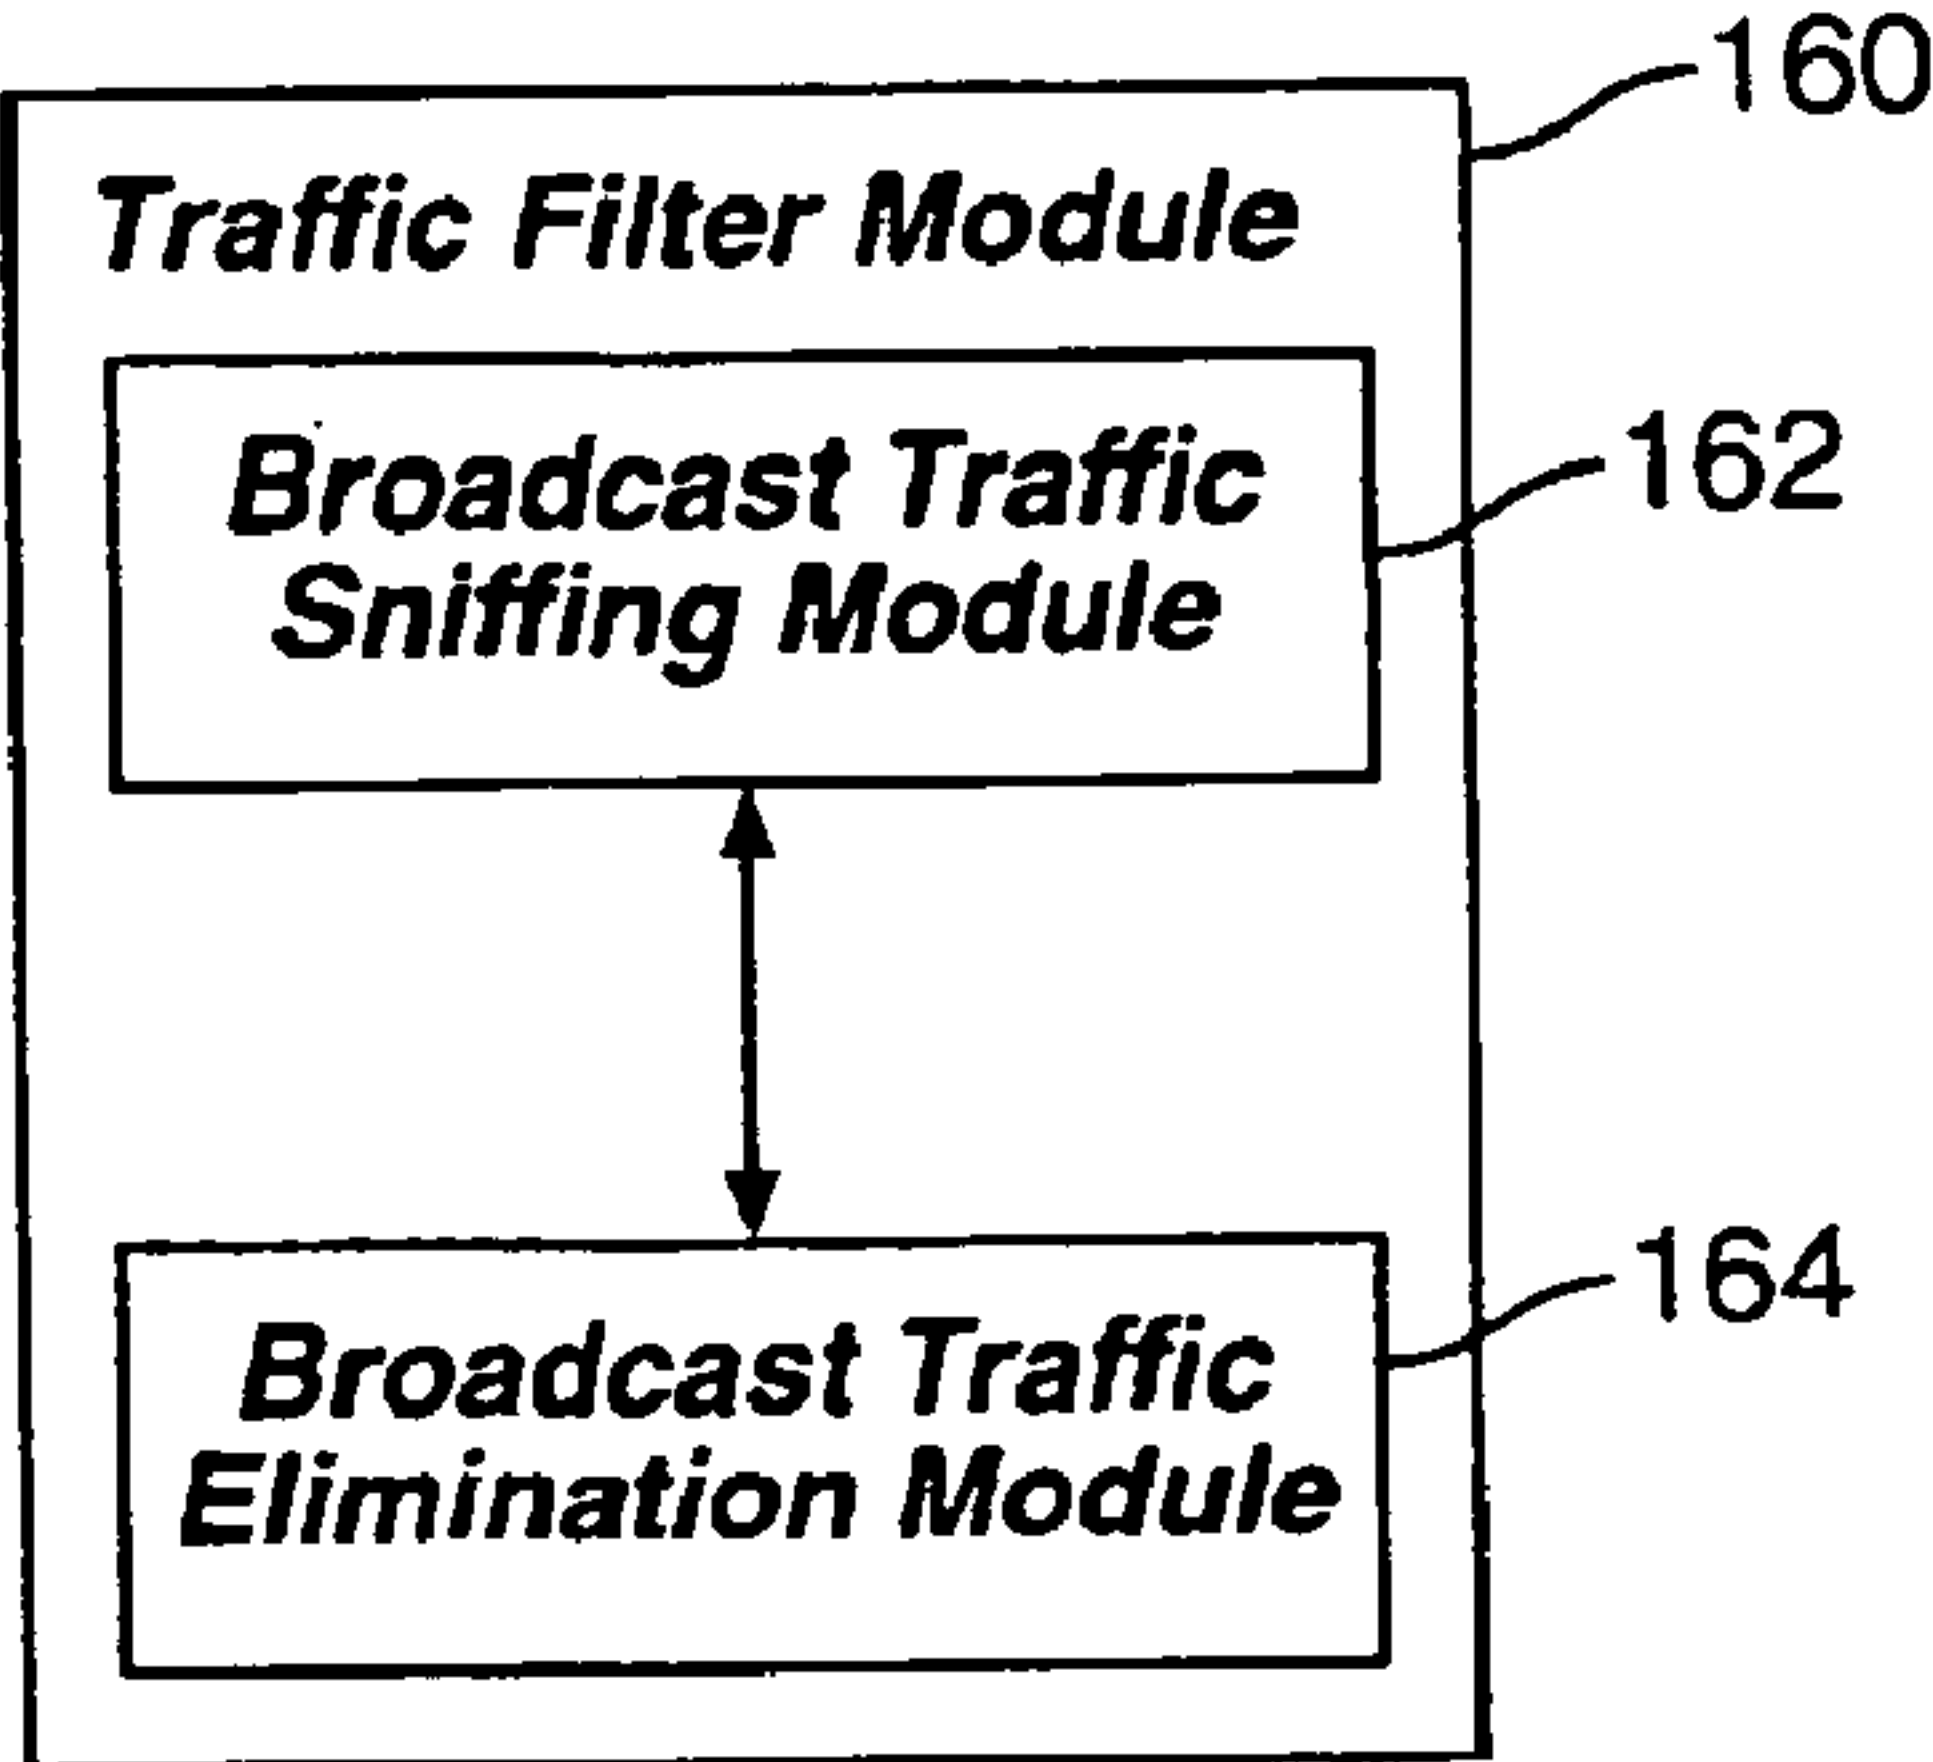 160
Traffic Filter Module
162
Broadcast Traffic
Sniffing Module
164
Broadcast Traffic
Elimination Module